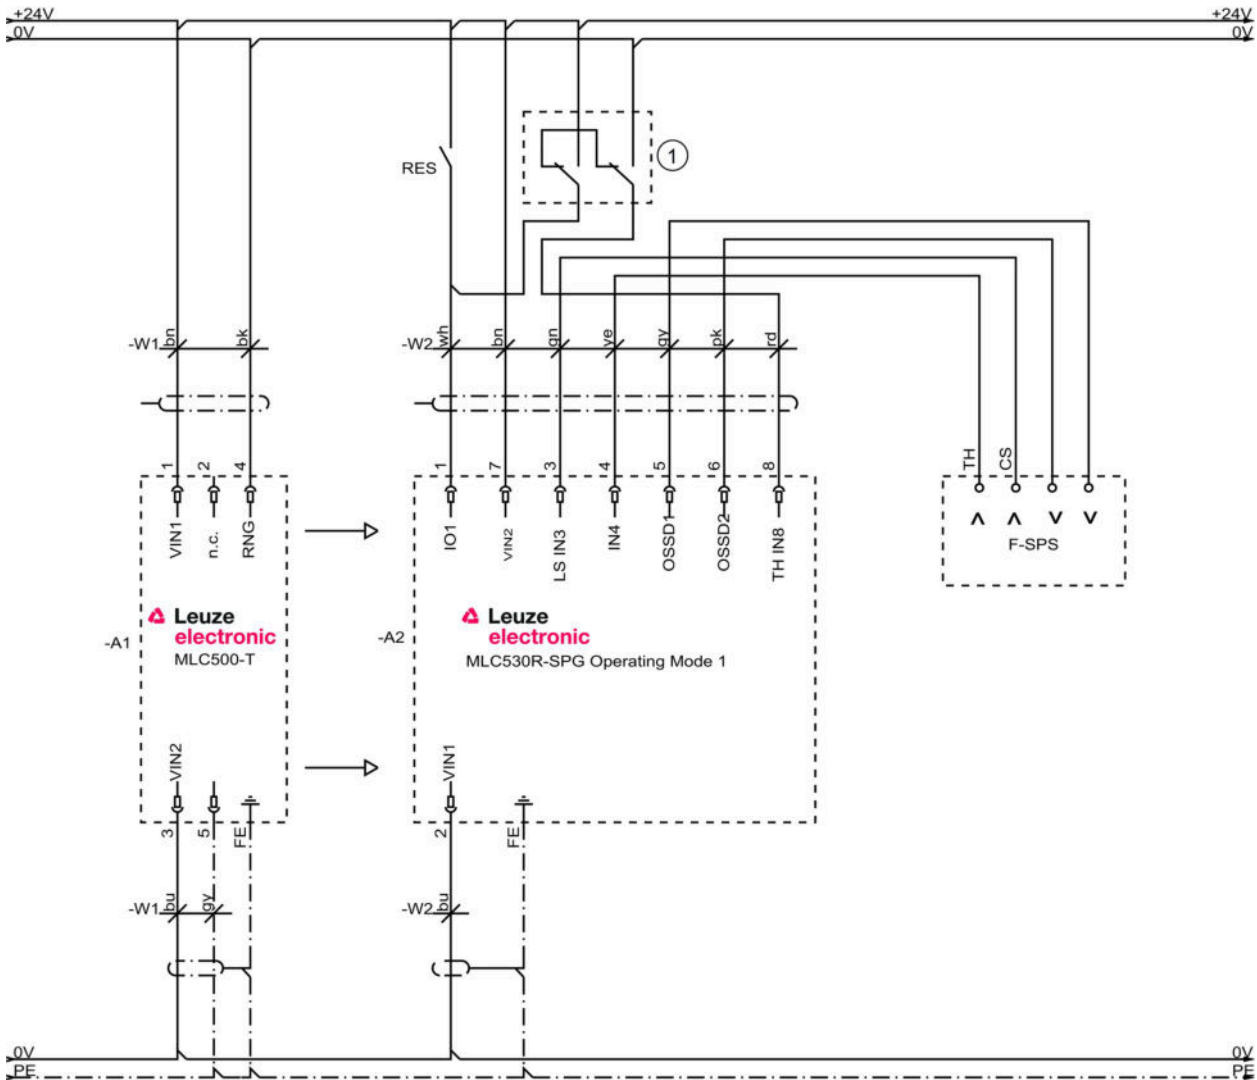 +24V
+24V
0V
0V
RES
1
-W1
bn
bk
-W2
wh
bn
gn
ye
gy
pk
rd
TH
CS
1
2
4
1
7
3
4
5
6
8
VIN1
n.c.
RNG
IO1
VIN2
LS IN3
IN4
OSSD1
OSSD2
TH IN8
F-SPS
-A1
Leuze
electronic
MLC500-T
-A2
Leuze
electronic
MLC530R-SPG Operating Mode 1
VIN2
VIN1
3
5
FE
2
FE
-W1
bu
gy
-W2
bu
0V
0V
PE
PE